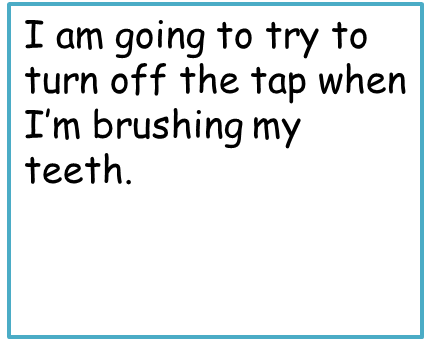 I am going to try to
turn off the tap when
I’m brushing my
teeth.